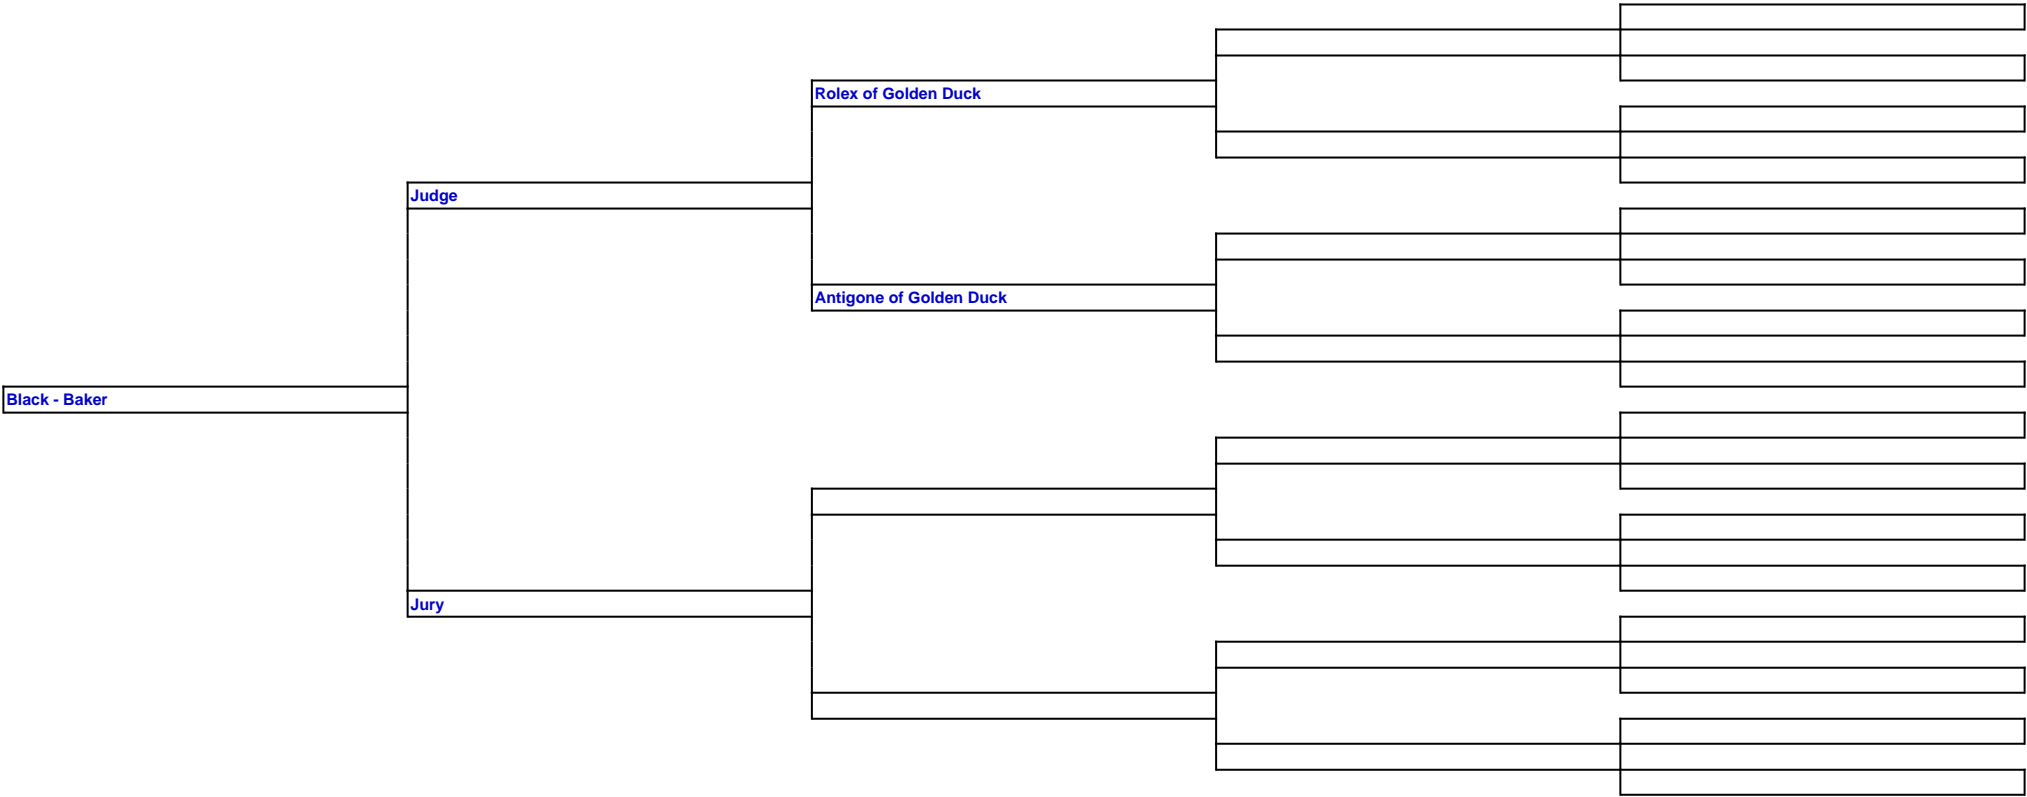 Rolex of Golden Duck
Judge
Antigone of Golden Duck
Black - Baker
Jury